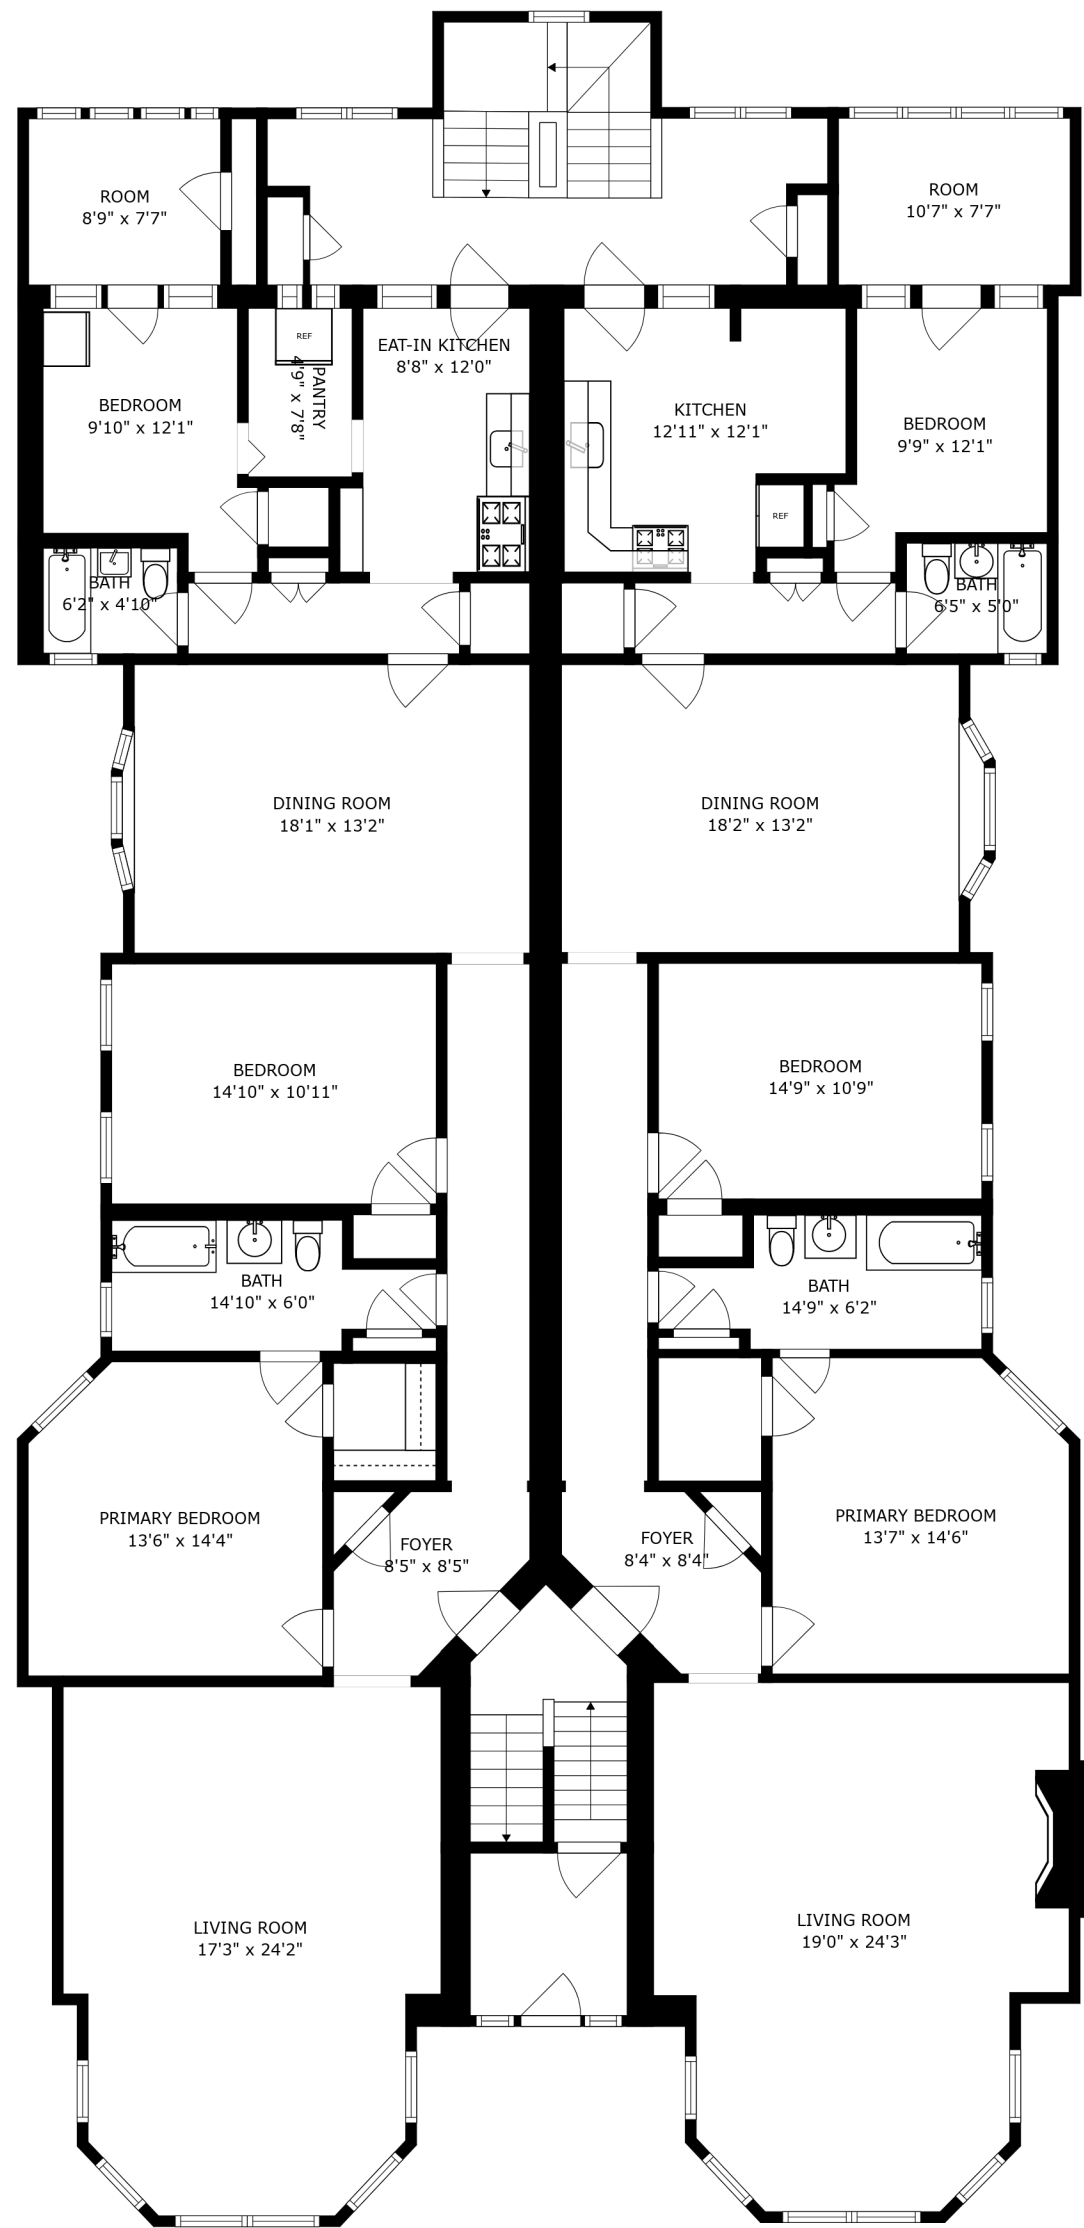 ROOM
8'9" x 7'7"
ROOM
10'7" x 7'7"
REF
EAT-IN KITCHEN
8'8" x 12'0"
PANTRY
4'9" x 7'8"
BEDROOM
9'10" x 12'1"
KITCHEN
12'11" x 12'1"
BEDROOM
9'9" x 12'1"
REF
BATH
6'2" x 4'10"
BATH
6'5" x 5'0"
DINING ROOM
18'1" x 13'2"
DINING ROOM
18'2" x 13'2"
BEDROOM
14'10" x 10'11"
BEDROOM
14'9" x 10'9"
BATH
14'10" x 6'0"
BATH
14'9" x 6'2"
PRIMARY BEDROOM
13'6" x 14'4"
FOYER
8'5" x 8'5"
FOYER
8'4" x 8'4"
PRIMARY BEDROOM
13'7" x 14'6"
LIVING ROOM
17'3" x 24'2"
LIVING ROOM
19'0" x 24'3"